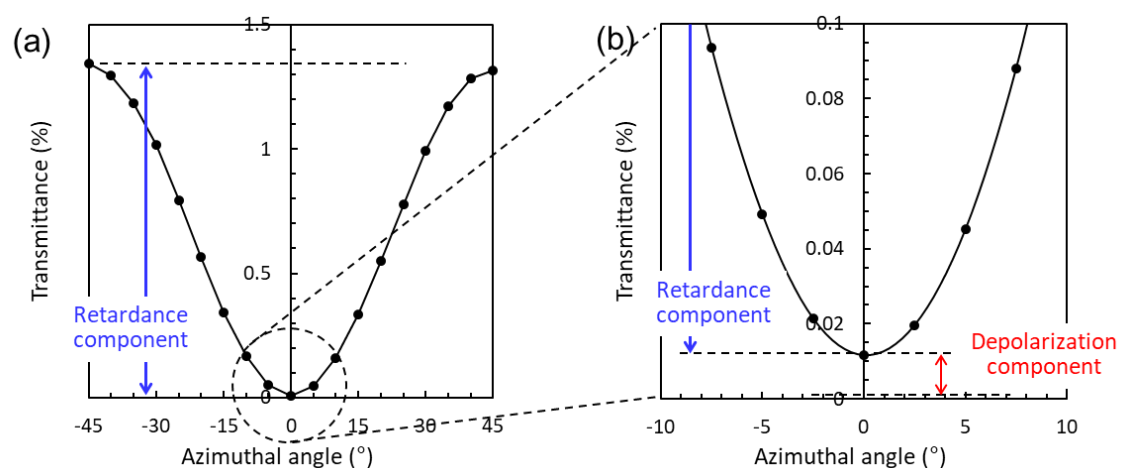 (a)
1.5
1
0.5
0
Transmittance (%)
Retardance
component
-45
-30
-15
0
15
30
45
Azimuthal angle (°)
(b)
0.1
0.08
0.06
0.04
0.02
0
Transmittance (%)
Retardance
component
Depolarization
component
-10
-5
0
5
10
Azimuthal angle (°)